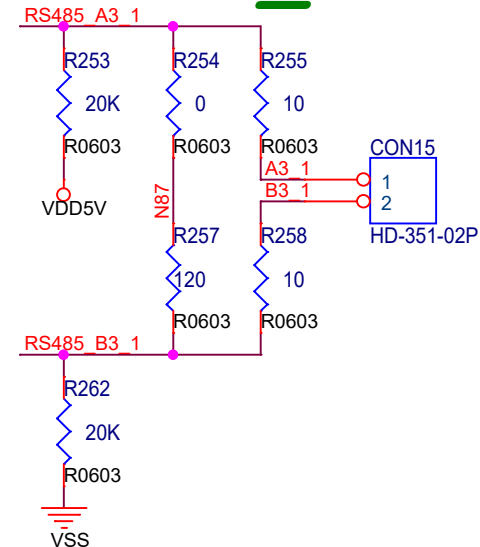 RS485_A3_1
R253
R254
R255
20K
0
10
R0603
R0603
R0603
CON15
A3_1
B3_1
1
2
VDD5V
N87
HD-351-02P
R257
R258
120
10
R0603
R0603
RS485_B3_1
R262
20K
R0603
VSS